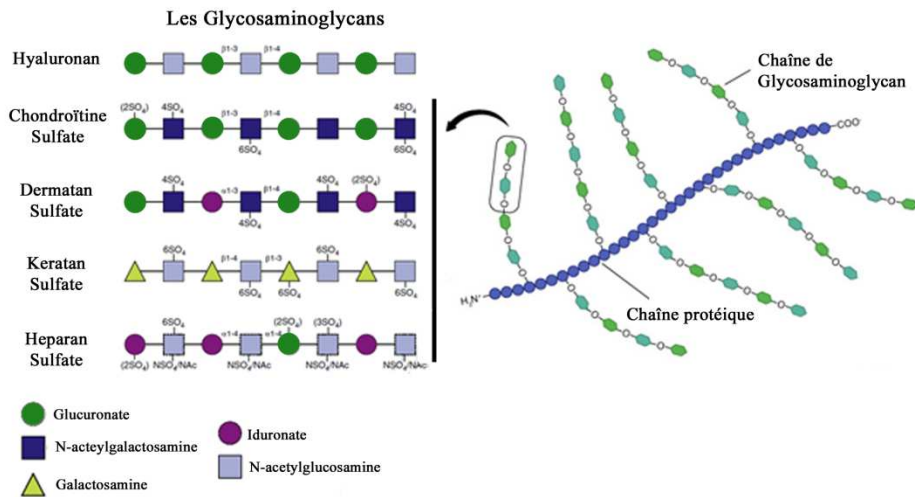 Les Glycosaminoglycans
Hyaluronan
β1-3
β1-4
Chondroïtine
Sulfate
(2SO4)
4SO4
β1-3
β1-4
4SO4
6SO4
6SO4
Dermatan
Sulfate
4SO4
α1-3
β1-4
4SO4
(2SO4)
4SO4
4SO4
Keratan
Sulfate
6SO4
β1-4
β1-3
6SO4
6SO4
6SO4
6SO4
Heparan
Sulfate
6SO4
α1-4
(2SO4)
α1-4
(3SO4)
(2SO4)
NSO4/NAc
NSO4/NAc
NSO4/NAc
NSO4/NAc
Glucuronate
N-acteylgalactosamine
Galactosamine
Iduronate
N-acetylglucosamine
Chaîne de
Glycosaminoglycan
COO-
H3N+
Chaîne protéique